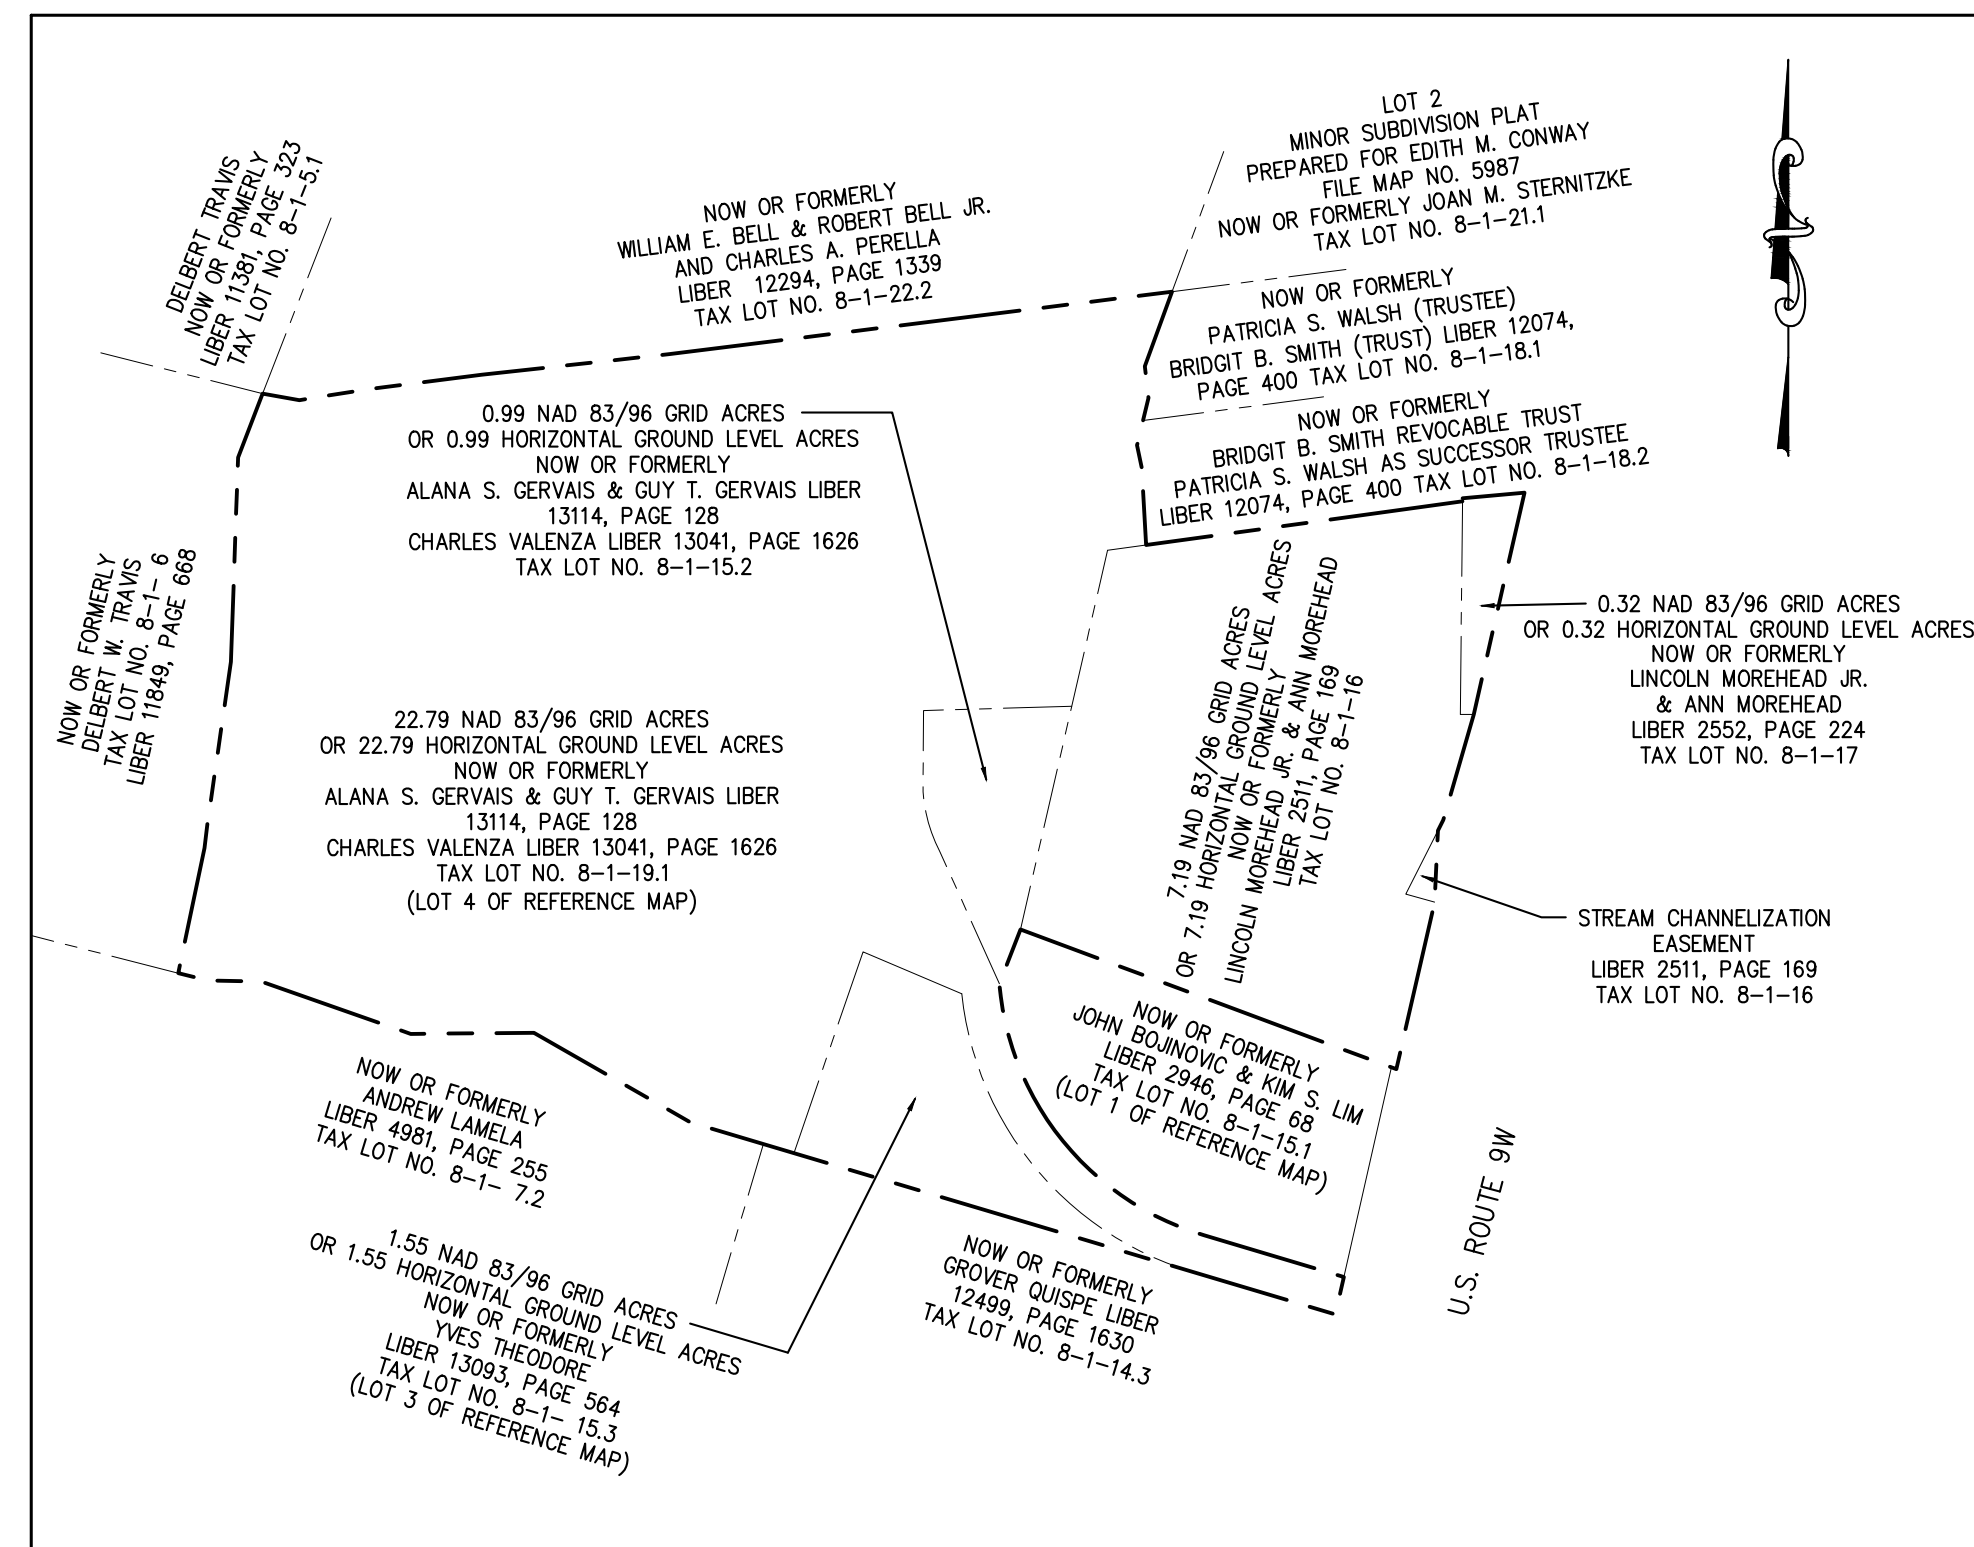 DELBERT TRAVIS
NOW OR FORMERLY
LIBER 11381, PAGE 323
TAX LOT NO. 8-1-5.1
NOW OR FORMERLY
WILLIAM E. BELL & ROBERT BELL JR.
AND CHARLES A. PERELLA
LIBER 12294, PAGE 1339
TAX LOT NO. 8-1-22.2
LOT 2
MINOR SUBDIVISION PLAT
PREPARED FOR EDITH M. CONWAY
FILE MAP NO. 5987
NOW OR FORMERLY JOAN M. STERNITZKE
TAX LOT NO. 8-1-21.1
NOW OR FORMERLY
PATRICIA S. WALSH (TRUSTEE)
BRIDGIT B. SMITH (TRUST) LIBER 12074,
PAGE 400 TAX LOT NO. 8-1-18.1
NOW OR FORMERLY
BRIDGIT B. SMITH REVOCABLE TRUST
PATRICIA S. WALSH AS SUCCESSOR TRUSTEE
LIBER 12074, PAGE 400 TAX LOT NO. 8-1-18.2
0.99 NAD 83/96 GRID ACRES
OR 0.99 HORIZONTAL GROUND LEVEL ACRES
NOW OR FORMERLY
ALANA S. GERVAIS & GUY T. GERVAIS LIBER
13114, PAGE 128
CHARLES VALENZA LIBER 13041, PAGE 1626
TAX LOT NO. 8-1-15.2
NOW OR FORMERLY
DELBERT W. TRAVIS
TAX LOT NO. 8-1- 6
LIBER 11849, PAGE 668
22.79 NAD 83/96 GRID ACRES
OR 22.79 HORIZONTAL GROUND LEVEL ACRES
NOW OR FORMERLY
ALANA S. GERVAIS & GUY T. GERVAIS LIBER
13114, PAGE 128
CHARLES VALENZA LIBER 13041, PAGE 1626
TAX LOT NO. 8-1-19.1
(LOT 4 OF REFERENCE MAP)
7.19 NAD 83/96 GRID ACRES
OR 7.19 HORIZONTAL GROUND LEVEL ACRES
NOW OR FORMERLY
LINCOLN MOREHEAD JR. & ANN MOREHEAD
LIBER 2511, PAGE 169
TAX LOT NO. 8-1-16
0.32 NAD 83/96 GRID ACRES
OR 0.32 HORIZONTAL GROUND LEVEL ACRES
NOW OR FORMERLY
LINCOLN MOREHEAD JR.
& ANN MOREHEAD
LIBER 2552, PAGE 224
TAX LOT NO. 8-1-17
STREAM CHANNELIZATION
EASEMENT
LIBER 2511, PAGE 169
TAX LOT NO. 8-1-16
NOW OR FORMERLY
JOHN BOJINOVIC & KIM S. LIM
LIBER 2946, PAGE 68
TAX LOT NO. 8-1-15.1
(LOT 1 OF REFERENCE MAP)
NOW OR FORMERLY
ANDREW LAMELA
LIBER 4981, PAGE 255
TAX LOT NO. 8-1- 7.2
1.55 NAD 83/96 GRID ACRES
OR 1.55 HORIZONTAL GROUND LEVEL ACRES
NOW OR FORMERLY
YVES THEODORE
LIBER 13093, PAGE 564
TAX LOT NO. 8-1- 15.3
(LOT 3 OF REFERENCE MAP)
NOW OR FORMERLY
GROVER QUISPE LIBER
12499, PAGE 1630
TAX LOT NO. 8-1-14.3
U.S. ROUTE 9W